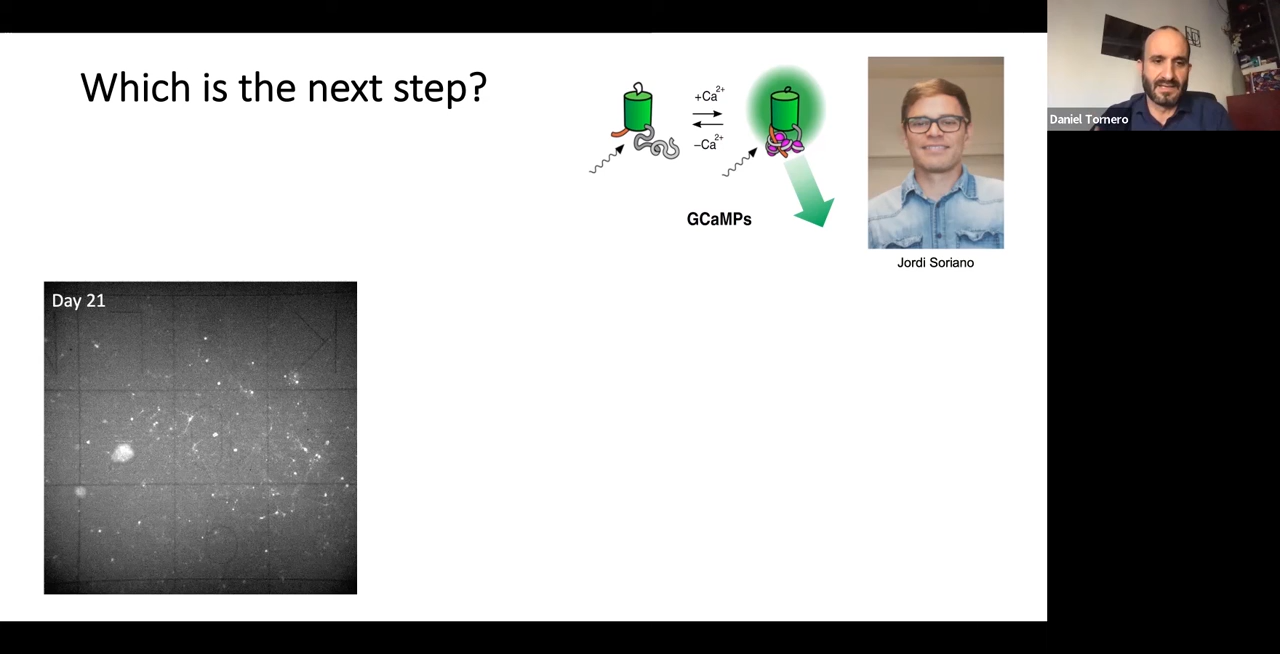 Which is the next step?
+Ca2+
–Ca2+
GCaMPs
Jordi Soriano
Daniel Tornero
Day 21